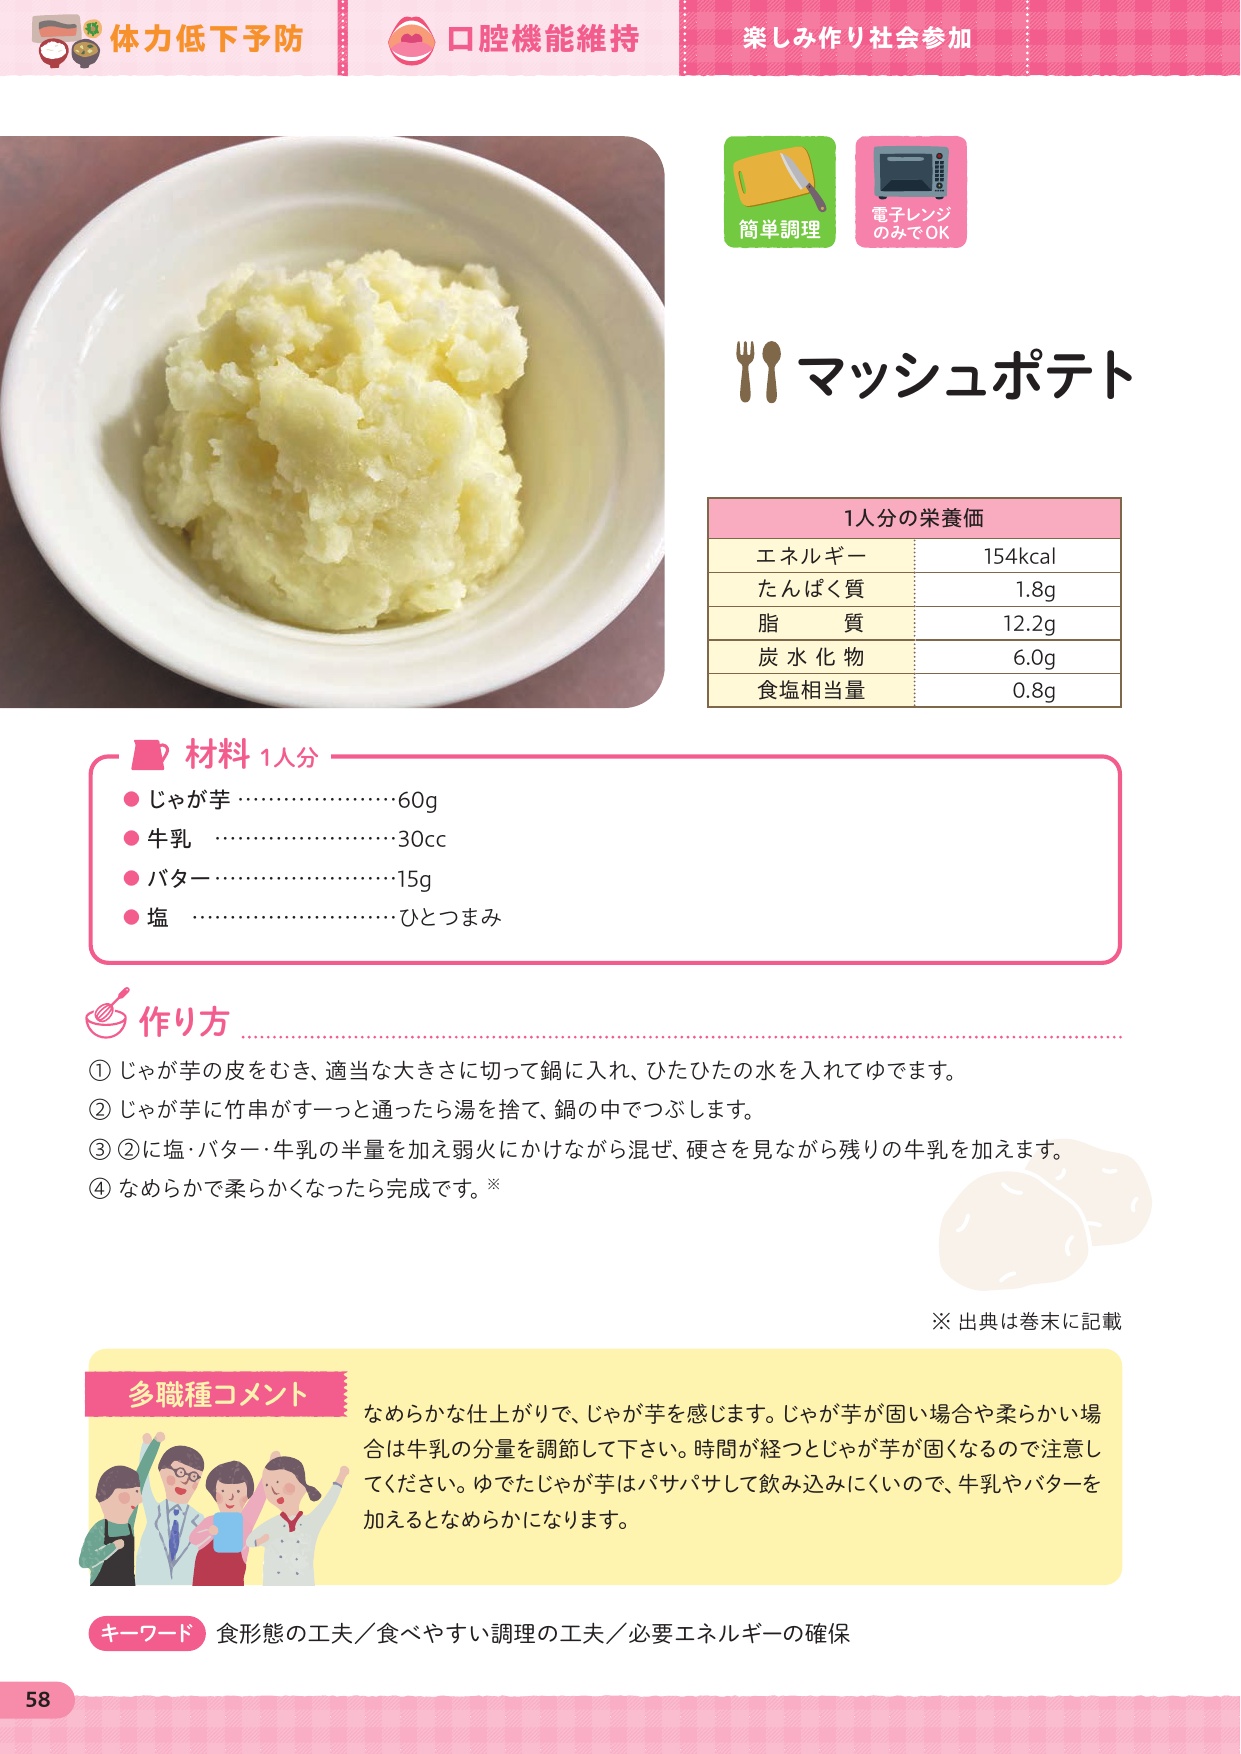 体力低下予防
口腔機能維持
楽しみ作り社会参加
簡単調理
電子レンジ
のみでOK
マッシュポテト
1人分の栄養価
エネルギー 154kcal
たんぱく質 1.8g
脂　質 12.2g
炭水化物 6.0g
食塩相当量 0.8g
材料 1人分
● じゃが芋 …………………60g
● 牛乳 ……………………30cc
● バター……………………15g
● 塩 ………………………ひとつまみ
作り方
① じゃが芋の皮をむき、適当な大きさに切って鍋に入れ、ひたひたの水を入れてゆでます。
② じゃが芋に竹串がすーっと通ったら湯を捨て、鍋の中でつぶします。
③ ②に塩・バター・牛乳の半量を加え弱火にかけながら混ぜ、硬さを見ながら残りの牛乳を加えます。
④ なめらかで柔らかくなったら完成です。※
※ 出典は巻末に記載
多職種コメント
なめらかな仕上がりで、じゃが芋を感じます。じゃが芋が固い場合や柔らかい場
合は牛乳の分量を調節して下さい。時間が経つとじゃが芋が固くなるので注意し
てください。ゆでたじゃが芋はパサパサして飲み込みにくいので、牛乳やバターを
加えるとなめらかになります。
キーワード 食形態の工夫／食べやすい調理の工夫／必要エネルギーの確保
58